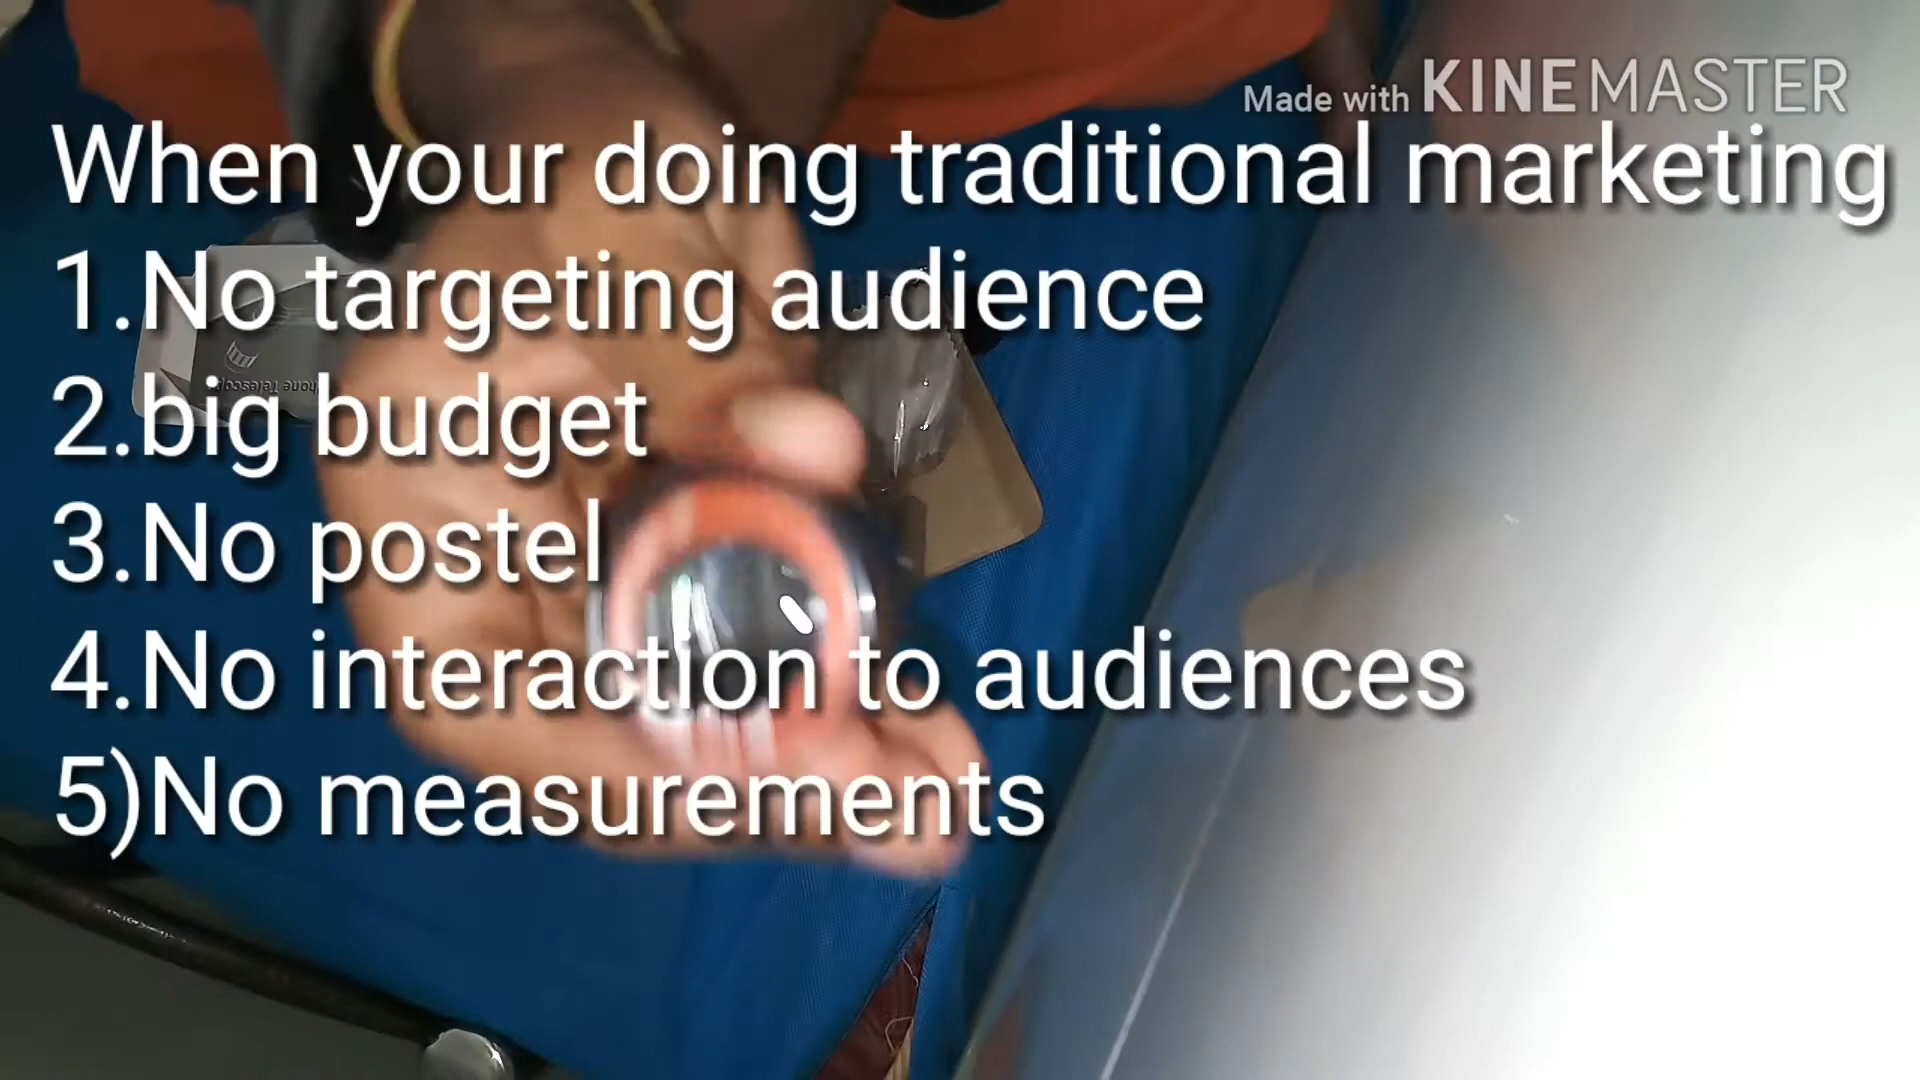 Made with KINEMASTER
When your doing traditional marketing
1.No targeting audience
2.big budget
3.No postel
4.No interaction to audiences
5)No measurements